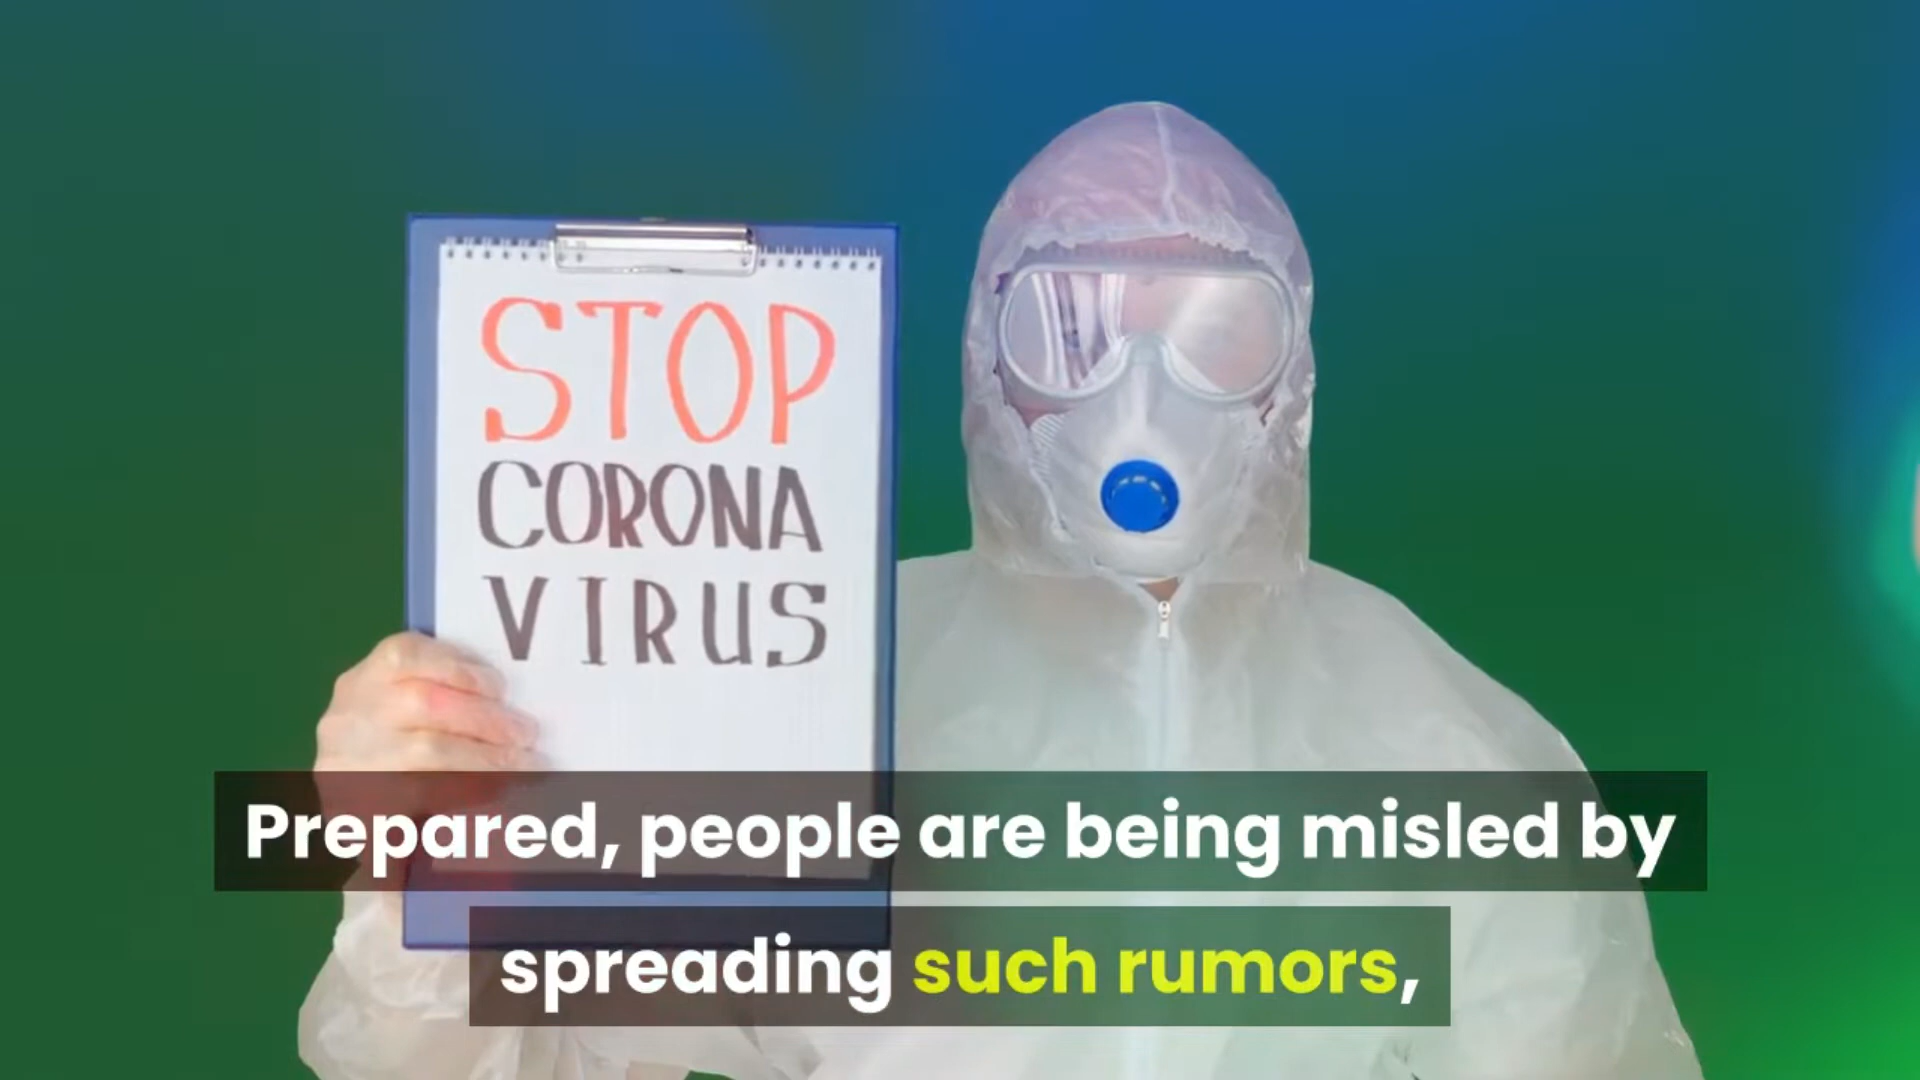 STOP
CORONA
VIRUS
Prepared, people are being misled by
spreading such rumors,